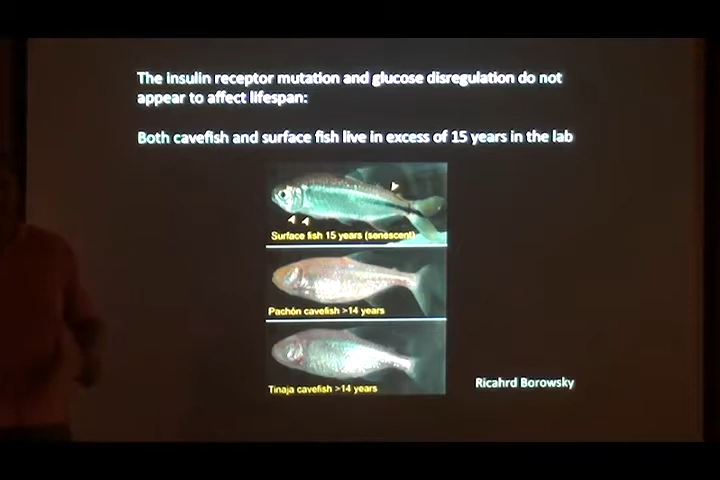 The insulin receptor mutation and glucose disregulation do not
appear to affect lifespan:
Both cavefish and surface fish live in excess of 15 years in the lab
Surface fish 15 years (senescent)
Pachón cavefish >14 years
Tinaja cavefish >14 years
Ricahrd Borowsky